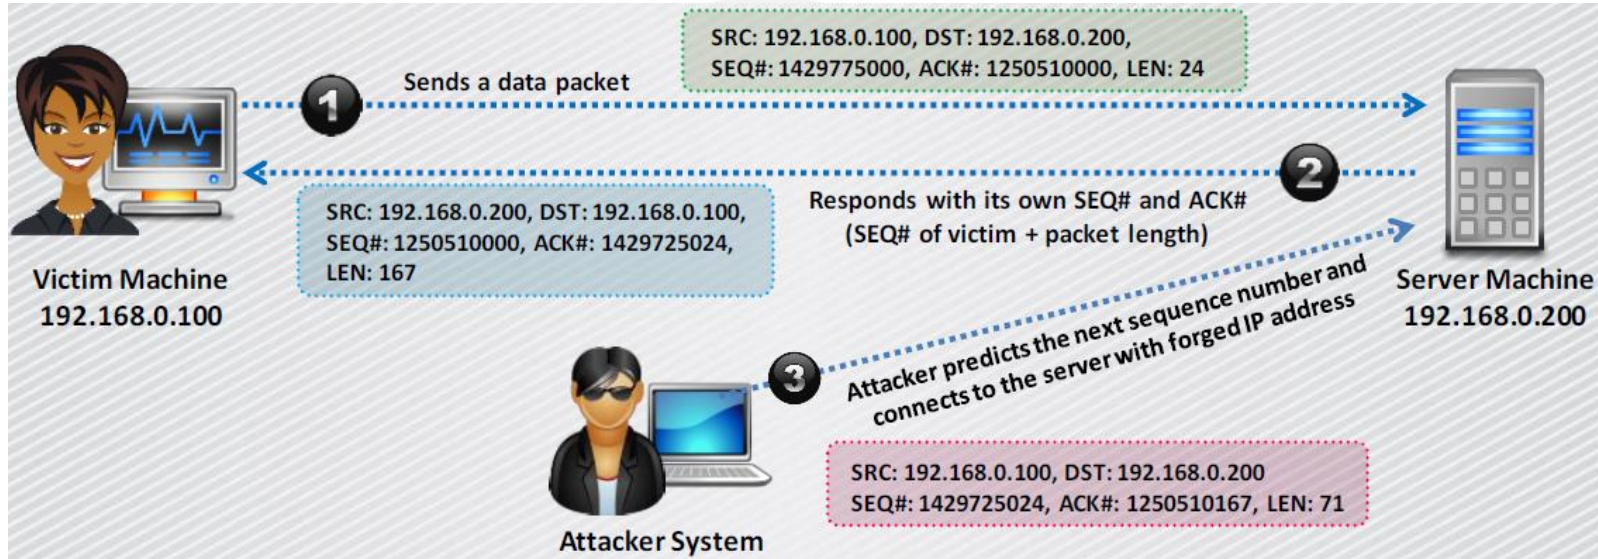 SRC: 192.168.0.100, DST: 192.168.0.200,
SEQ#: 1429775000, ACK#: 1250510000, LEN: 24
1
Sends a data packet
2
Responds with its own SEQ# and ACK#
(SEQ# of victim + packet length)
SRC: 192.168.0.200, DST: 192.168.0.100,
SEQ#: 1250510000, ACK#: 1429725024,
LEN: 167
Victim Machine
192.168.0.100
Server Machine
192.168.0.200
3
Attacker predicts the next sequence number and
connects to the server with forged IP address
SRC: 192.168.0.100, DST: 192.168.0.200
SEQ#: 1429725024, ACK#: 1250510167, LEN: 71
Attacker System